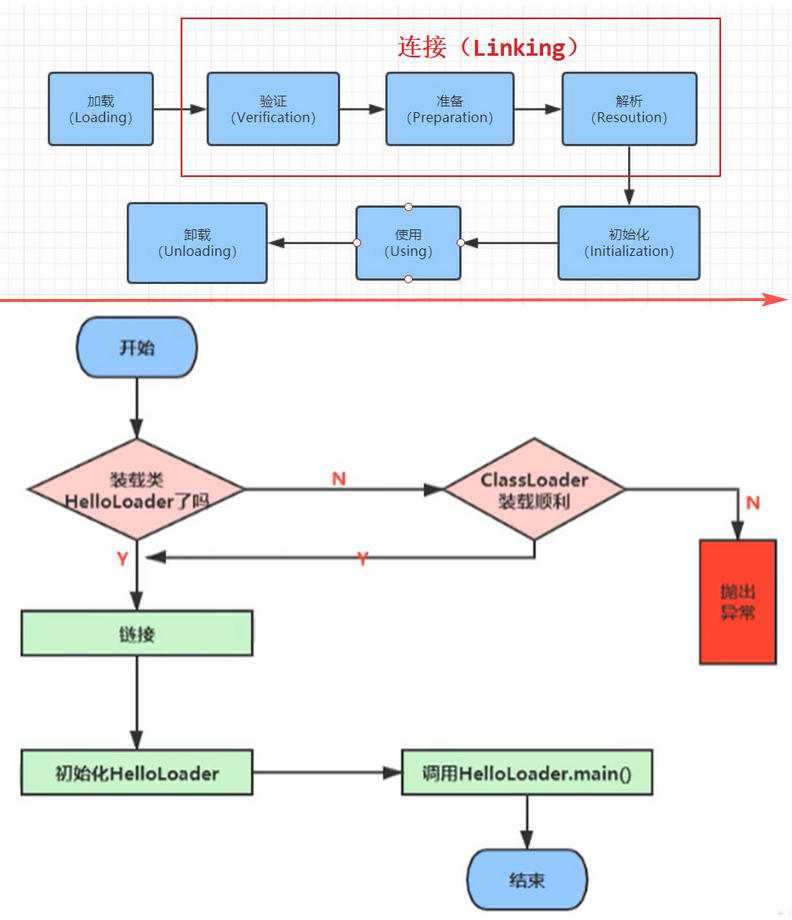 连接（Linking）
加载
（Loading）
验证
（Verification）
准备
（Preparation）
解析
（Resoution）
卸载
（Unloading）
使用
（Using）
初始化
（Initialization）
开始
装载类
HelloLoader了吗
N
ClassLoader
装载顺利
N
Y
Y
抛出
异常
链接
初始化HelloLoader
调用HelloLoader.main()
结束